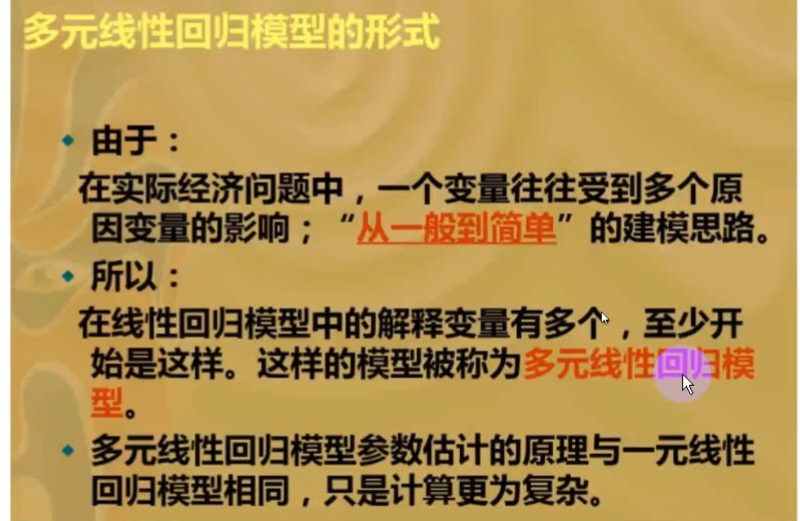 多元线性回归模型的形式
由于：
在实际经济问题中，一个变量往往受到多个原
因变量的影响；“从一般到简单”的建模思路。
所以：
在线性回归模型中的解释变量有多个，至少开
始是这样。这样的模型被称为多元线性回归模
型。
多元线性回归模型参数估计的原理与一元线性
回归模型相同，只是计算更为复杂。